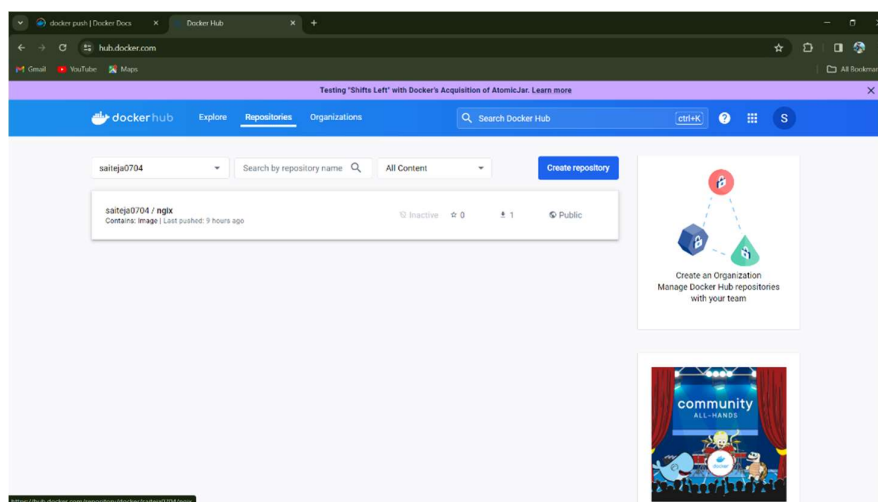 docker push | Docker Docs
Docker Hub
hub.docker.com
Gmail YouTube Maps All Bookmar
Testing "Shifts Left" with Docker's Acquisition of AtomicJar. Learn more
dockerhub Explore Repositories Organizations Search Docker Hub ctrl+K ? S
saiteja0704 Search by repository name All Content Create repository
saiteja0704 / ngix
Contains: Image | Last pushed: 9 hours ago
Inactive 0 1 Public
Create an Organization
Manage Docker Hub repositories
with your team
community
ALL-HANDS
docker